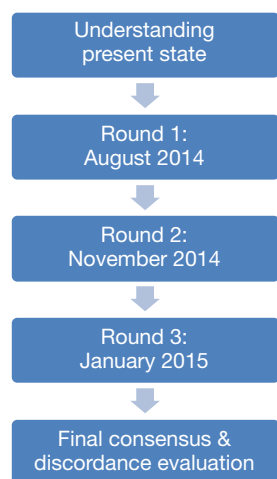 Understanding
present state
Round 1:
August 2014
Round 2:
November 2014
Round 3:
January 2015
Final consensus &
discordance evaluation